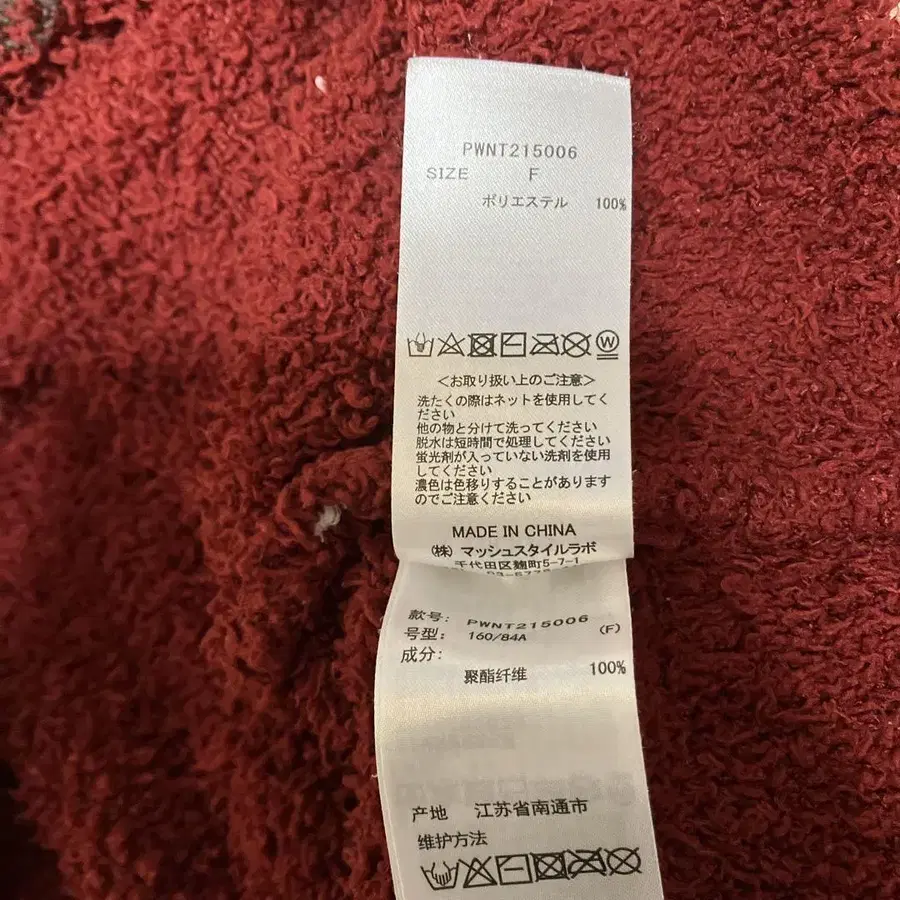 PWNT215006
SIZE F
ポリエステル 100%
W
<お取り扱い上のご注意>
洗たくの際はネットを使用してく
ださい
他の物と分けて洗ってください
脱水は短時間で処理してください
蛍光剤が入っていない洗剤を使用
してください
濃色は色移りすることがあります
のでご注意ください
MADE IN CHINA
(株) マッシュスタイルラボ
千代田区麹町5-7-1
款号: PWNT215006
号型: 160/84A (F)
成分:
聚酯纤维 100%
产地 江苏省南通市
维护方法